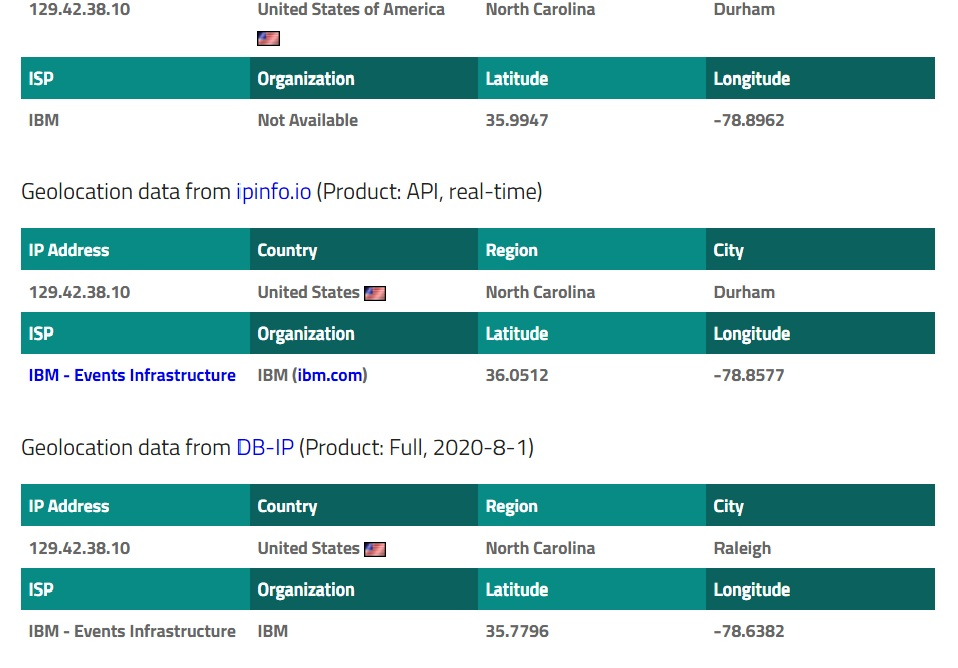 129.42.38.10 United States of America North Carolina Durham
ISP Organization Latitude Longitude
IBM Not Available 35.9947 -78.8962
Geolocation data from ipinfo.io (Product: API, real-time)
IP Address Country Region City
129.42.38.10 United States North Carolina Durham
ISP Organization Latitude Longitude
IBM - Events Infrastructure IBM (ibm.com) 36.0512 -78.8577
Geolocation data from DB-IP (Product: Full, 2020-8-1)
IP Address Country Region City
129.42.38.10 United States North Carolina Raleigh
ISP Organization Latitude Longitude
IBM - Events Infrastructure IBM 35.7796 -78.6382